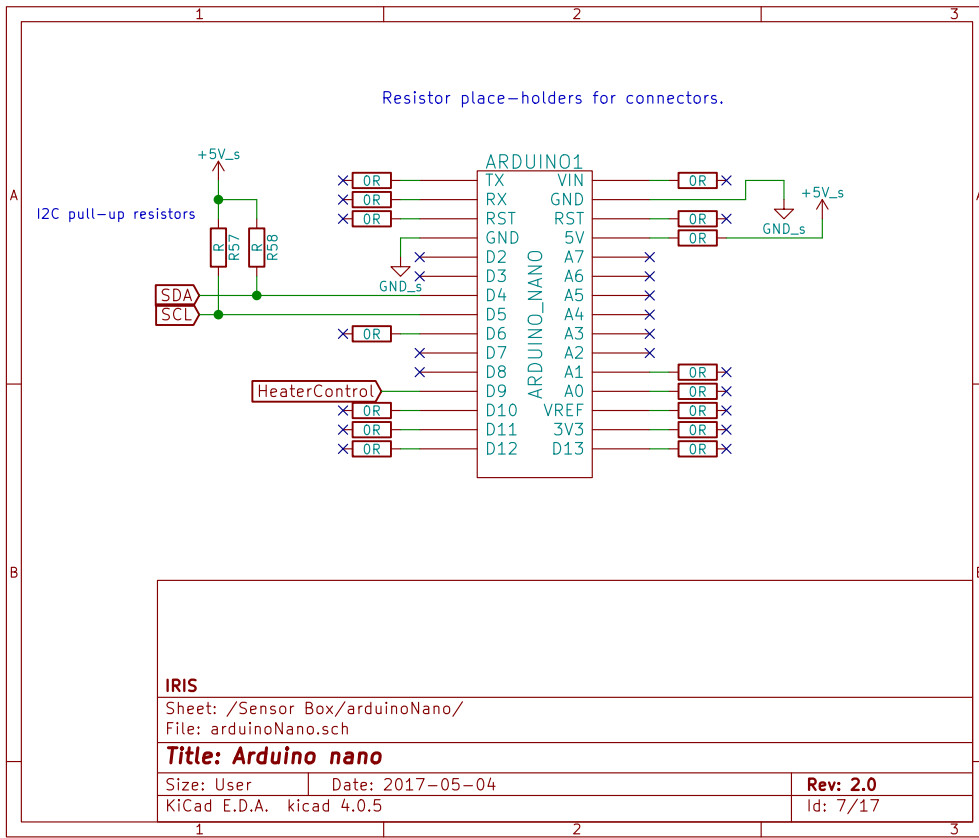 1 2 3
Resistor place-holders for connectors.
+5V_s
I2C pull-up resistors
R R57
R R58
SDA
SCL
HeaterControl
GND_s
ARDUINO1
ARDUINO_NANO
0R TX VIN 0R
0R RX GND
0R RST RST 0R
GND 5V 0R
D2 A7
D3 A6
D4 A5
D5 A4
0R D6 A3
D7 A2
D8 A1 0R
D9 A0 0R
0R D10 VREF 0R
0R D11 3V3 0R
0R D12 D13 0R
GND_s
+5V_s
A
B
IRIS
Sheet: /Sensor Box/arduinoNano/
File: arduinoNano.sch
Title: Arduino nano
Size: User Date: 2017-05-04 Rev: 2.0
KiCad E.D.A. kicad 4.0.5 Id: 7/17
1 2 3